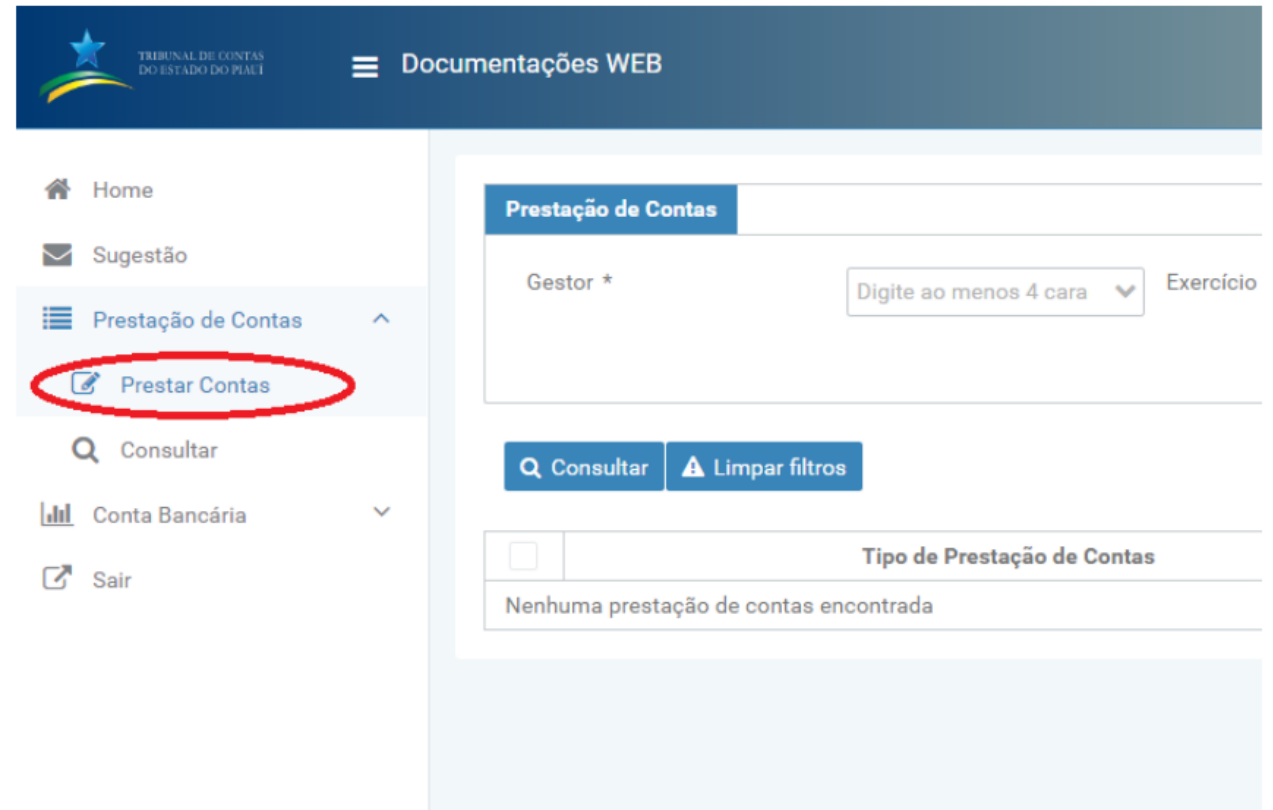 TRIBUNAL DE CONTAS
DO ESTADO DO PIAUÍ
Documentações WEB
Home
Sugestão
Prestação de Contas
Prestar Contas
Consultar
Conta Bancária
Sair
Prestação de Contas
Gestor *
Digite ao menos 4 cara
Exercício
Consultar
Limpar filtros
Tipo de Prestação de Contas
Nenhuma prestação de contas encontrada